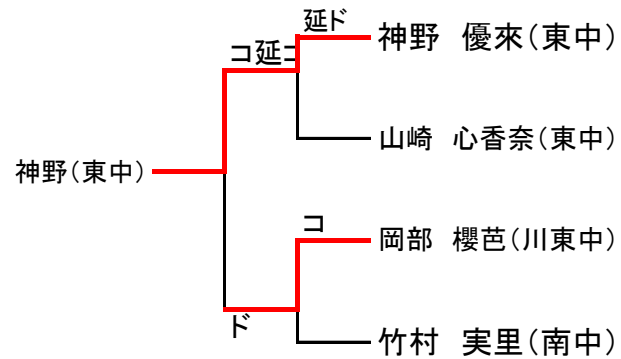 延ド
神野 優來(東中)
コ延コ
山崎 心香奈(東中)
神野(東中)
コ
岡部 櫻芭(川東中)
ド
竹村 実里(南中)